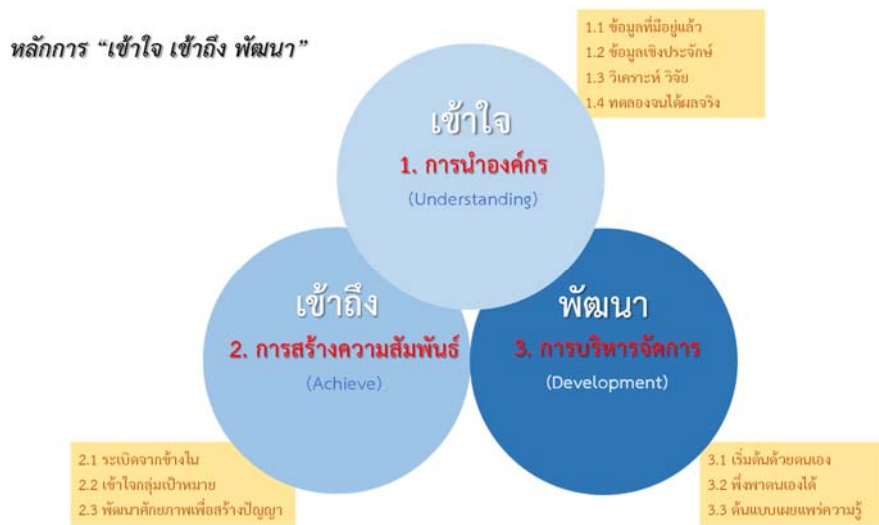 หลักการ “เข้าใจ เข้าถึง พัฒนา”
1.1 ข้อมูลที่มีอยู่แล้ว
1.2 ข้อมูลเชิงประจักษ์
1.3 วิเคราะห์ วิจัย
1.4 ทดลองจนได้ผลจริง
เข้าใจ
1. การนำองค์กร
(Understanding)
เข้าถึง
2. การสร้างความสัมพันธ์
(Achieve)
พัฒนา
3. การบริหารจัดการ
(Development)
2.1 ระเบิดจากข้างใน
2.2 เข้าใจกลุ่มเป้าหมาย
2.3 พัฒนาศักยภาพเพื่อสร้างปัญญา
3.1 เริ่มต้นด้วยตนเอง
3.2 พึ่งพาตนเองได้
3.3 ต้นแบบเผยแพร่ความรู้